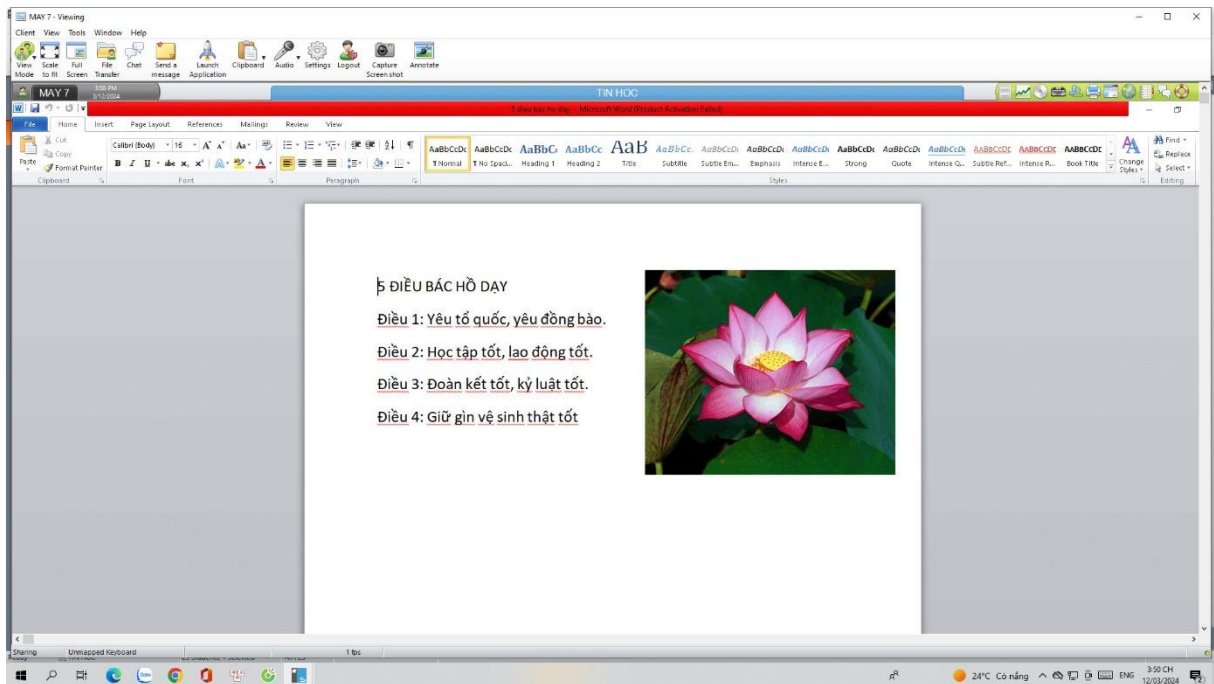 MAY 7 - Viewing
Client View Tools Window Help
View Mode Scale to fit Full Screen File Transfer Chat Send a message Launch Application Clipboard Audio Settings Logout Capture Screen shot Annotate
MAY 7 3:50 PM 3/12/2024 TIN HOC
5 dieu bac ho day - Microsoft Word (Product Activation Failed)
File Home Insert Page Layout References Mailings Review View
Paste Cut Copy Format Painter
Calibri (Body) 16
AaBbCcDc AaBbCcDc AaBbCc AaBbCc AaB AaBbCc. AaBbCcDc AaBbCcDc AaBbCcDc AaBbCcDc AaBbCcDc AaBbCcDc AABBCCDC AABBCCDC AABBCCDC
¶ Normal ¶ No Spaci... Heading 1 Heading 2 Title Subtitle Subtle Em... Emphasis Intense E... Strong Quote Intense Q... Subtle Ref... Intense R... Book Title
Change Styles Find Replace Select
Clipboard Font Paragraph Styles Editing
5 ĐIỀU BÁC HỒ DẠY
Điều 1: Yêu tổ quốc, yêu đồng bào.
Điều 2: Học tập tốt, lao động tốt.
Điều 3: Đoàn kết tốt, kỷ luật tốt.
Điều 4: Giữ gìn vệ sinh thật tốt
Sharing Unmapped Keyboard 1 fps
Zalo 24°C Có nắng ENG 3:50 CH 12/03/2024